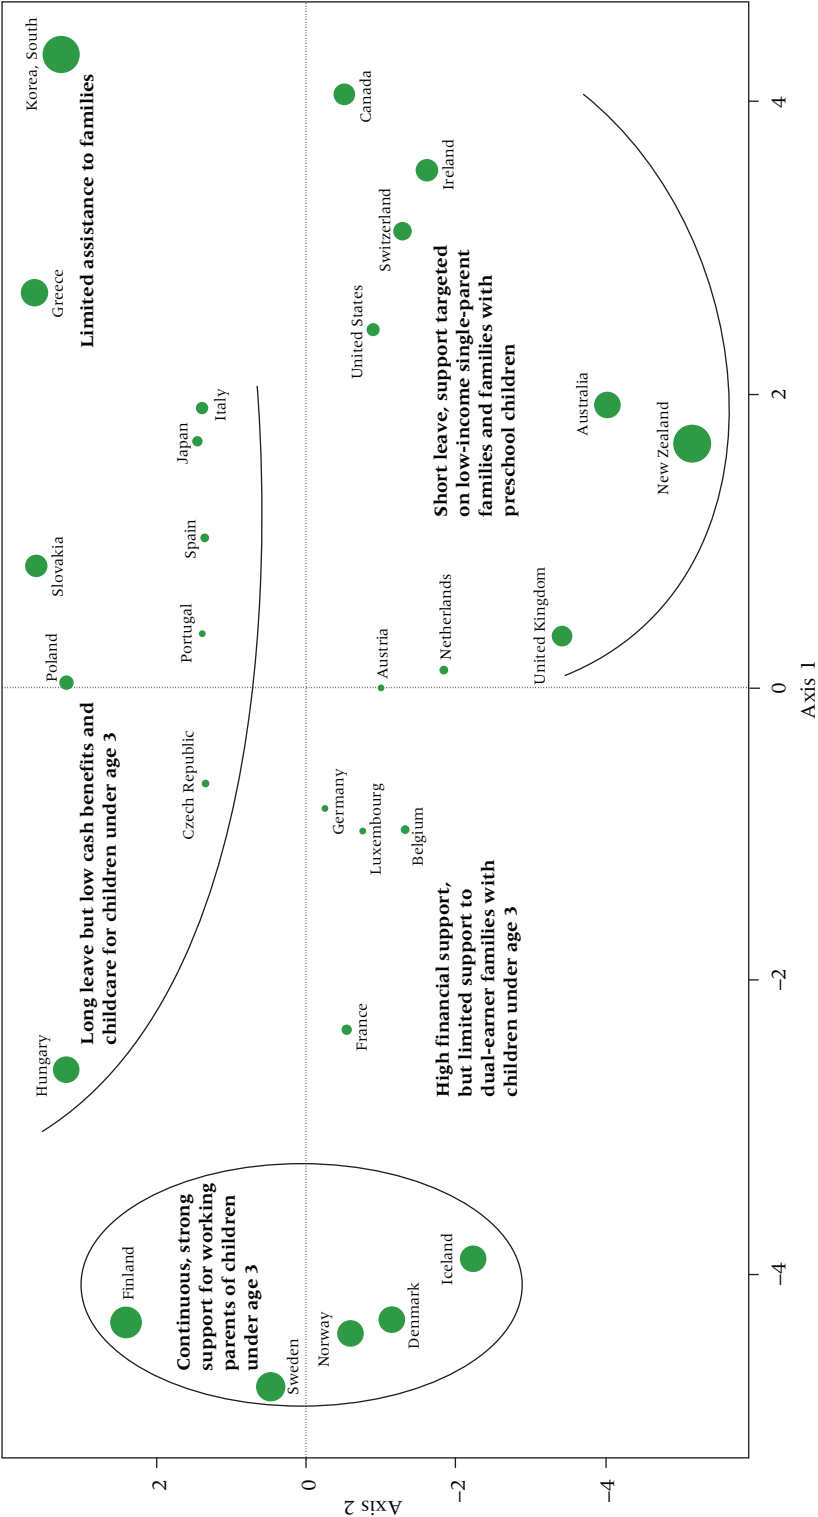 Korea, South
Greece
Limited assistance to families
Slovakia
Poland
Italy
Japan
Spain
Portugal
Czech Republic
Hungary
Long leave but low cash benefits and
childcare for children under age 3
Canada
Ireland
Switzerland
United States
Short leave, support targeted
on low-income single-parent
families and families with
preschool children
Australia
New Zealand
United Kingdom
Netherlands
Austria
Germany
Luxembourg
Belgium
France
High financial support,
but limited support to
dual-earner families with
children under age 3
Finland
Continuous, strong
support for working
parents of children
under age 3
Sweden
Norway
Denmark
Iceland
2
0
−2
−4
Axis 2
−4
−2
0
2
4
Axis 1